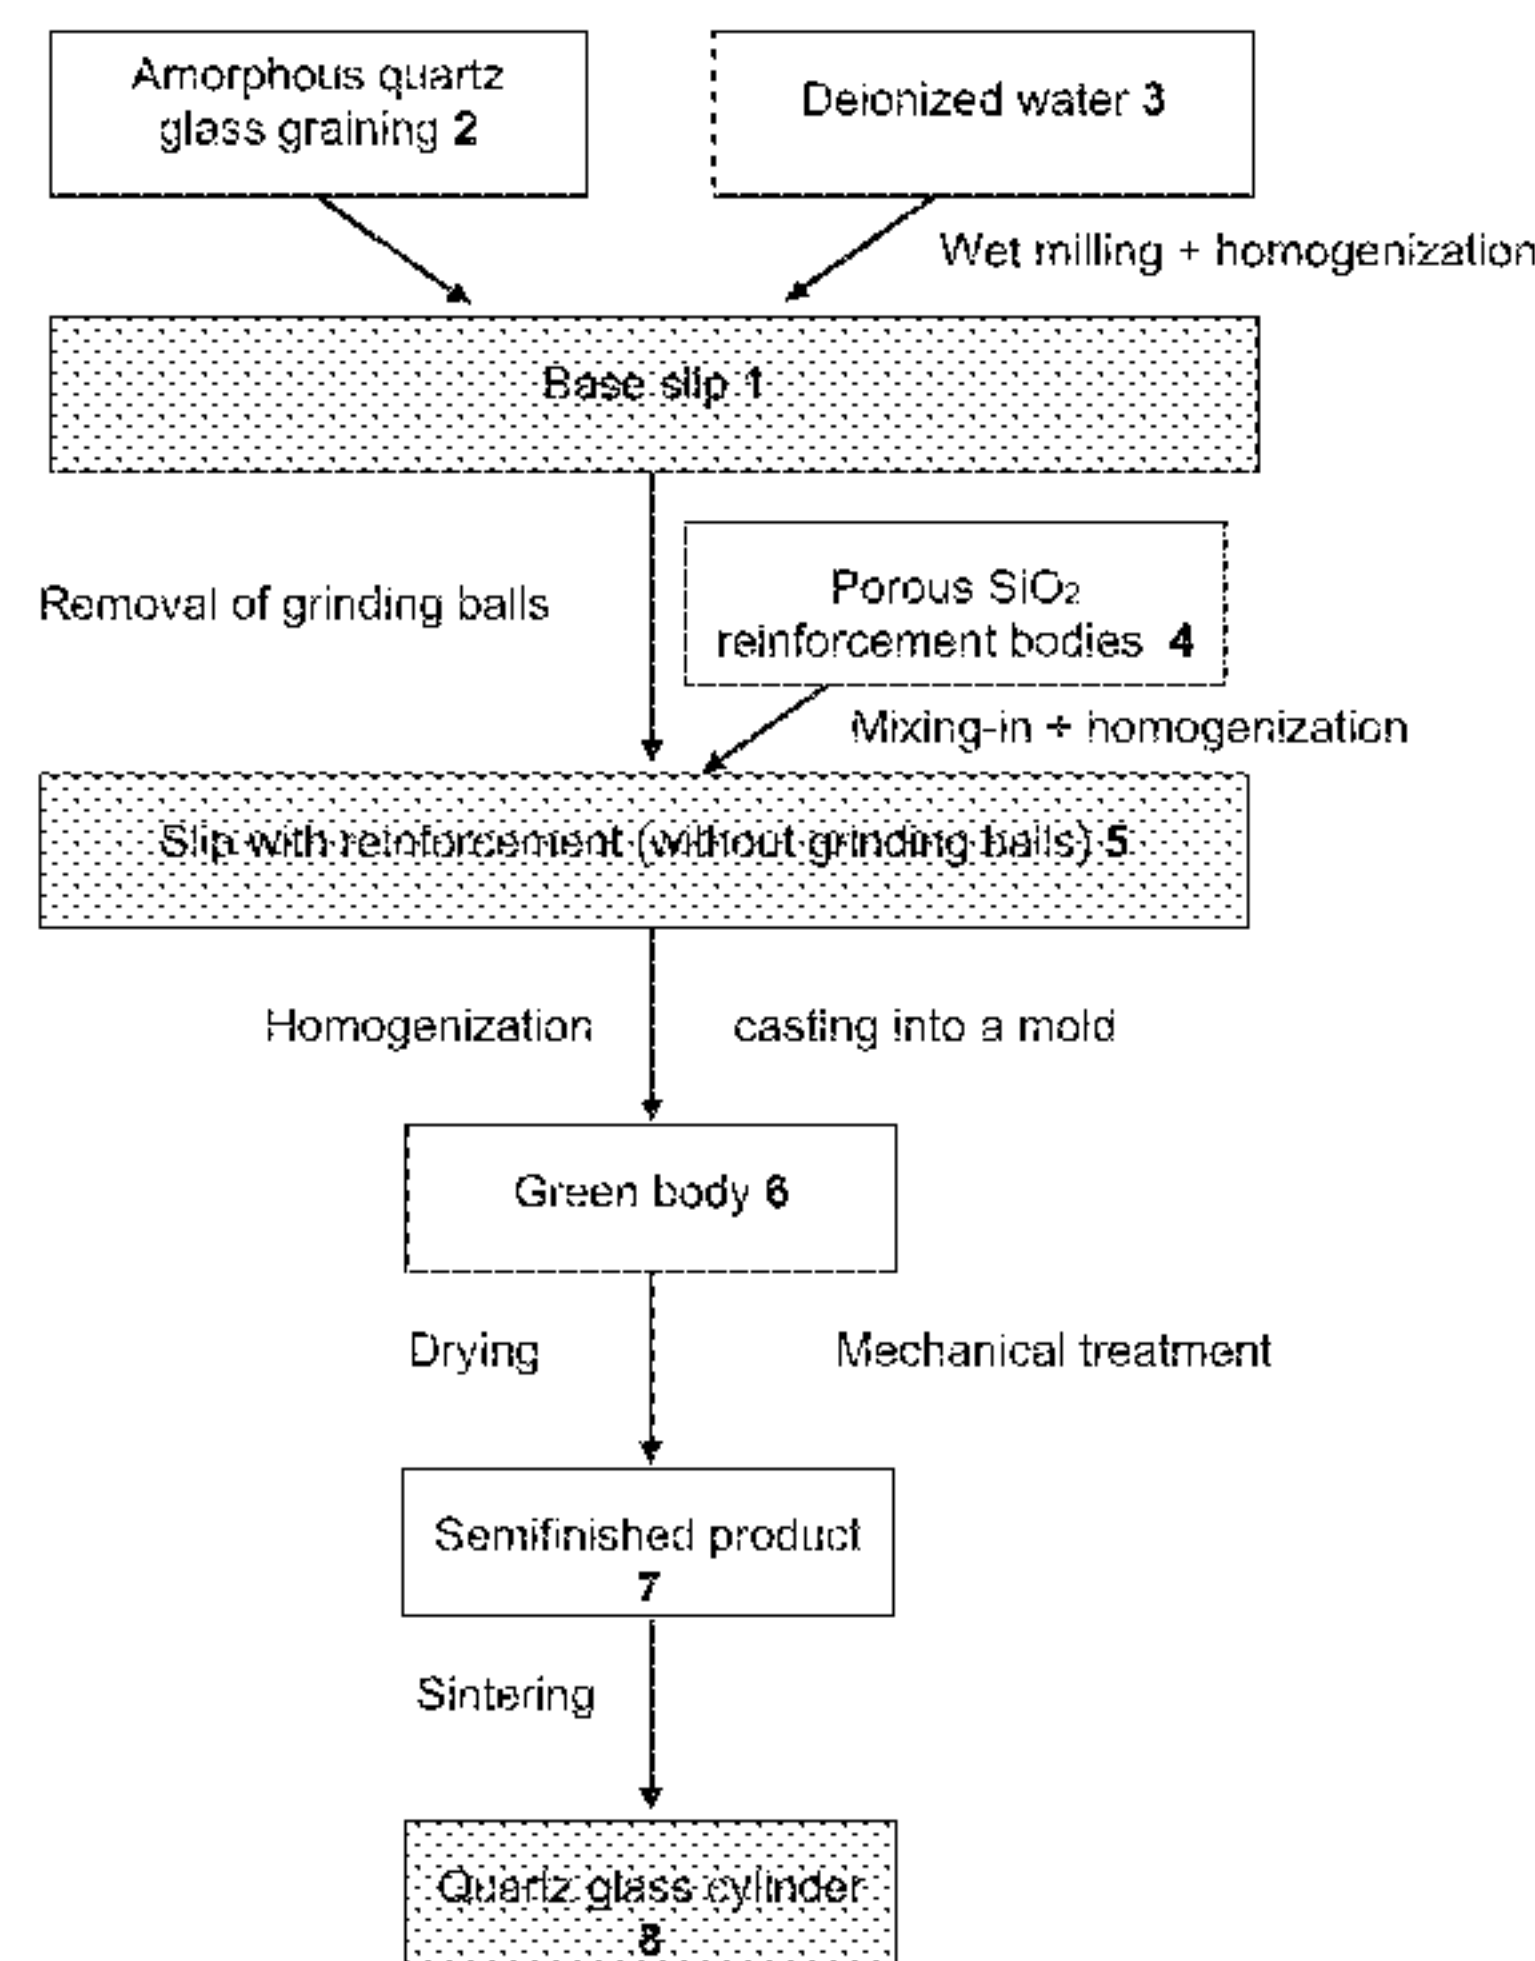 Amorphous quartz
glass graining 2
Deionized water 3
Wet milling + homogenization
Base slip 1
Removal of grinding balls
Porous SiO₂
reinforcement bodies 4
Mixing-in + homogenization
Slip with reinforcement (without grinding balls) 5
Homogenization
casting into a mold
Green body 6
Drying
Mechanical treatment
Semifinished product
7
Sintering
Quartz glass cylinder
8